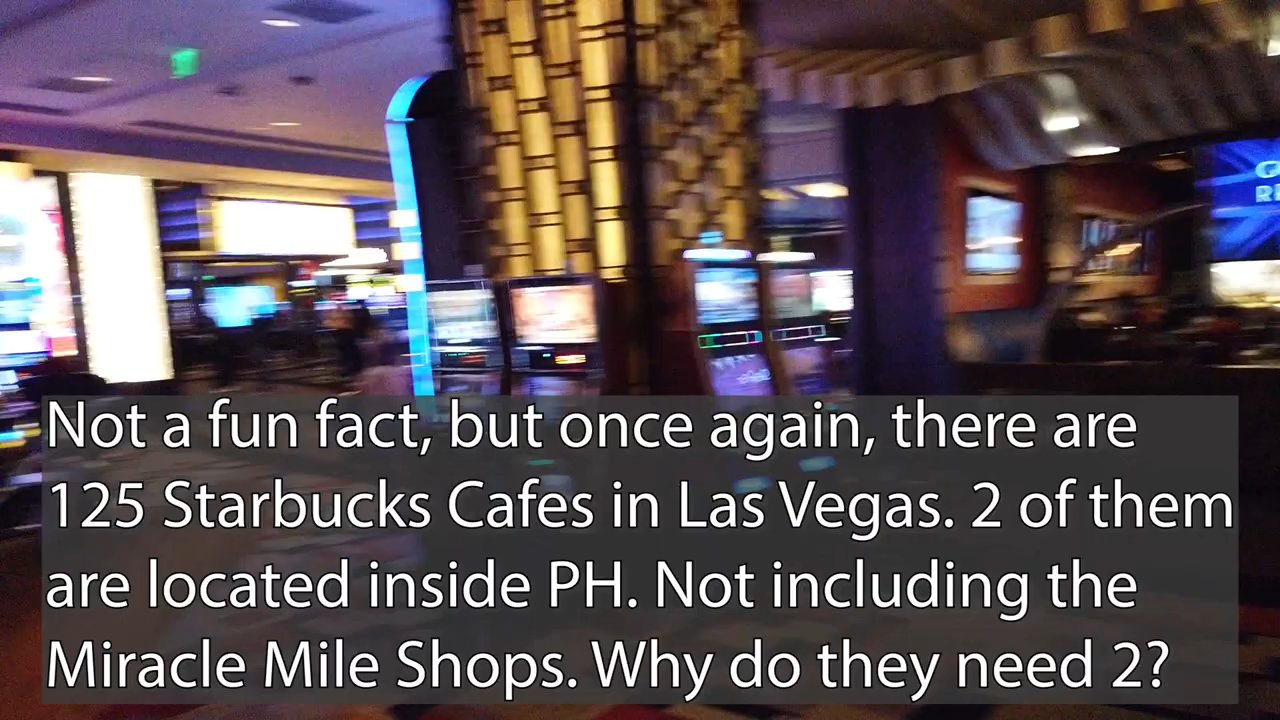 Not a fun fact, but once again, there are
125 Starbucks Cafes in Las Vegas. 2 of them
are located inside PH. Not including the
Miracle Mile Shops. Why do they need 2?